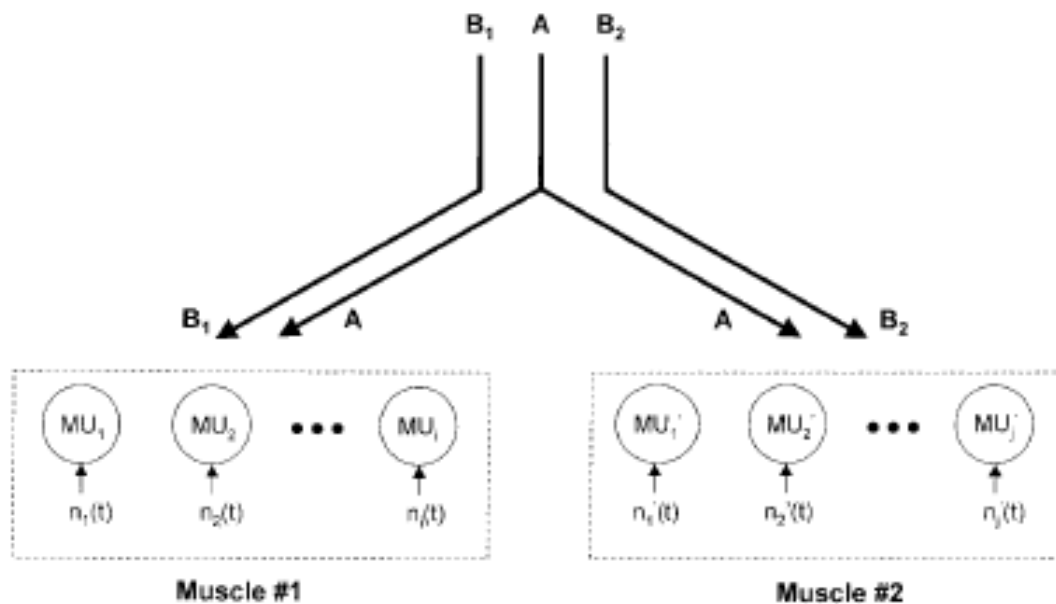 B₁ A B₂
B₁ A A B₂
MU₁ MU₂ ••• MUᵢ MU₁' MU₂' ••• MUⱼ'
n₁(t) n₂(t) nᵢ(t) n₁'(t) n₂'(t) nⱼ'(t)
Muscle #1 Muscle #2